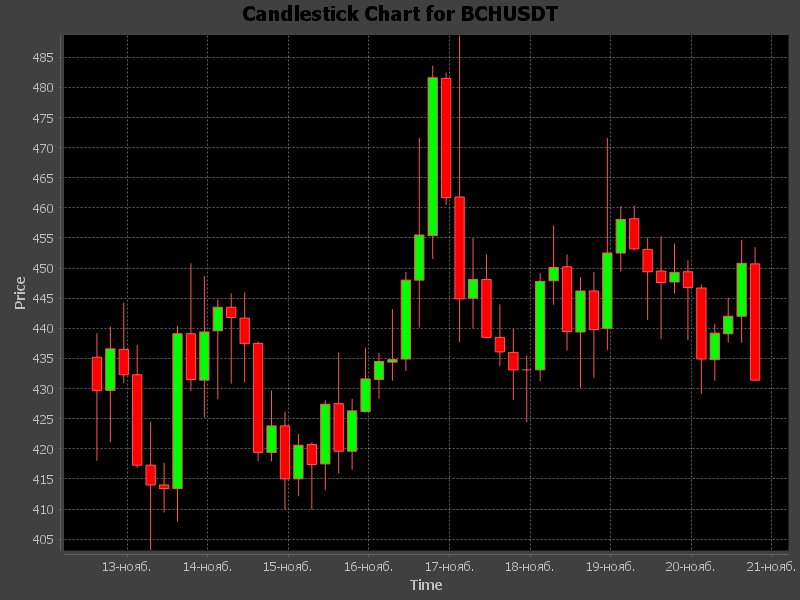 Candlestick Chart for BCHUSDT
485
480
475
470
465
460
455
450
445
440
435
430
425
420
415
410
405
Price
13-нояб.
14-нояб.
15-нояб.
16-нояб.
17-нояб.
18-нояб.
19-нояб.
20-нояб.
21-нояб.
Time